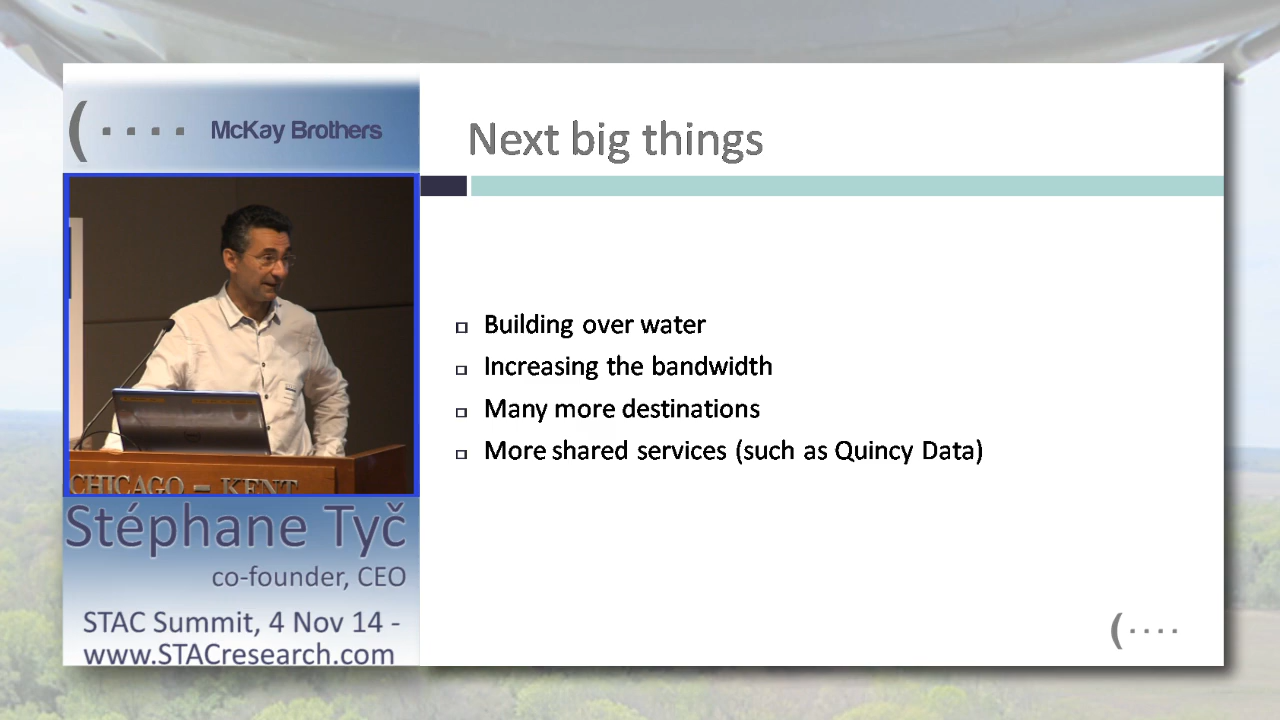 McKay Brothers
Next big things
Building over water
Increasing the bandwidth
Many more destinations
More shared services (such as Quincy Data)
CHICAGO – KENT
Stéphane Tyč
co-founder, CEO
STAC Summit, 4 Nov 14 -
www.STACresearch.com